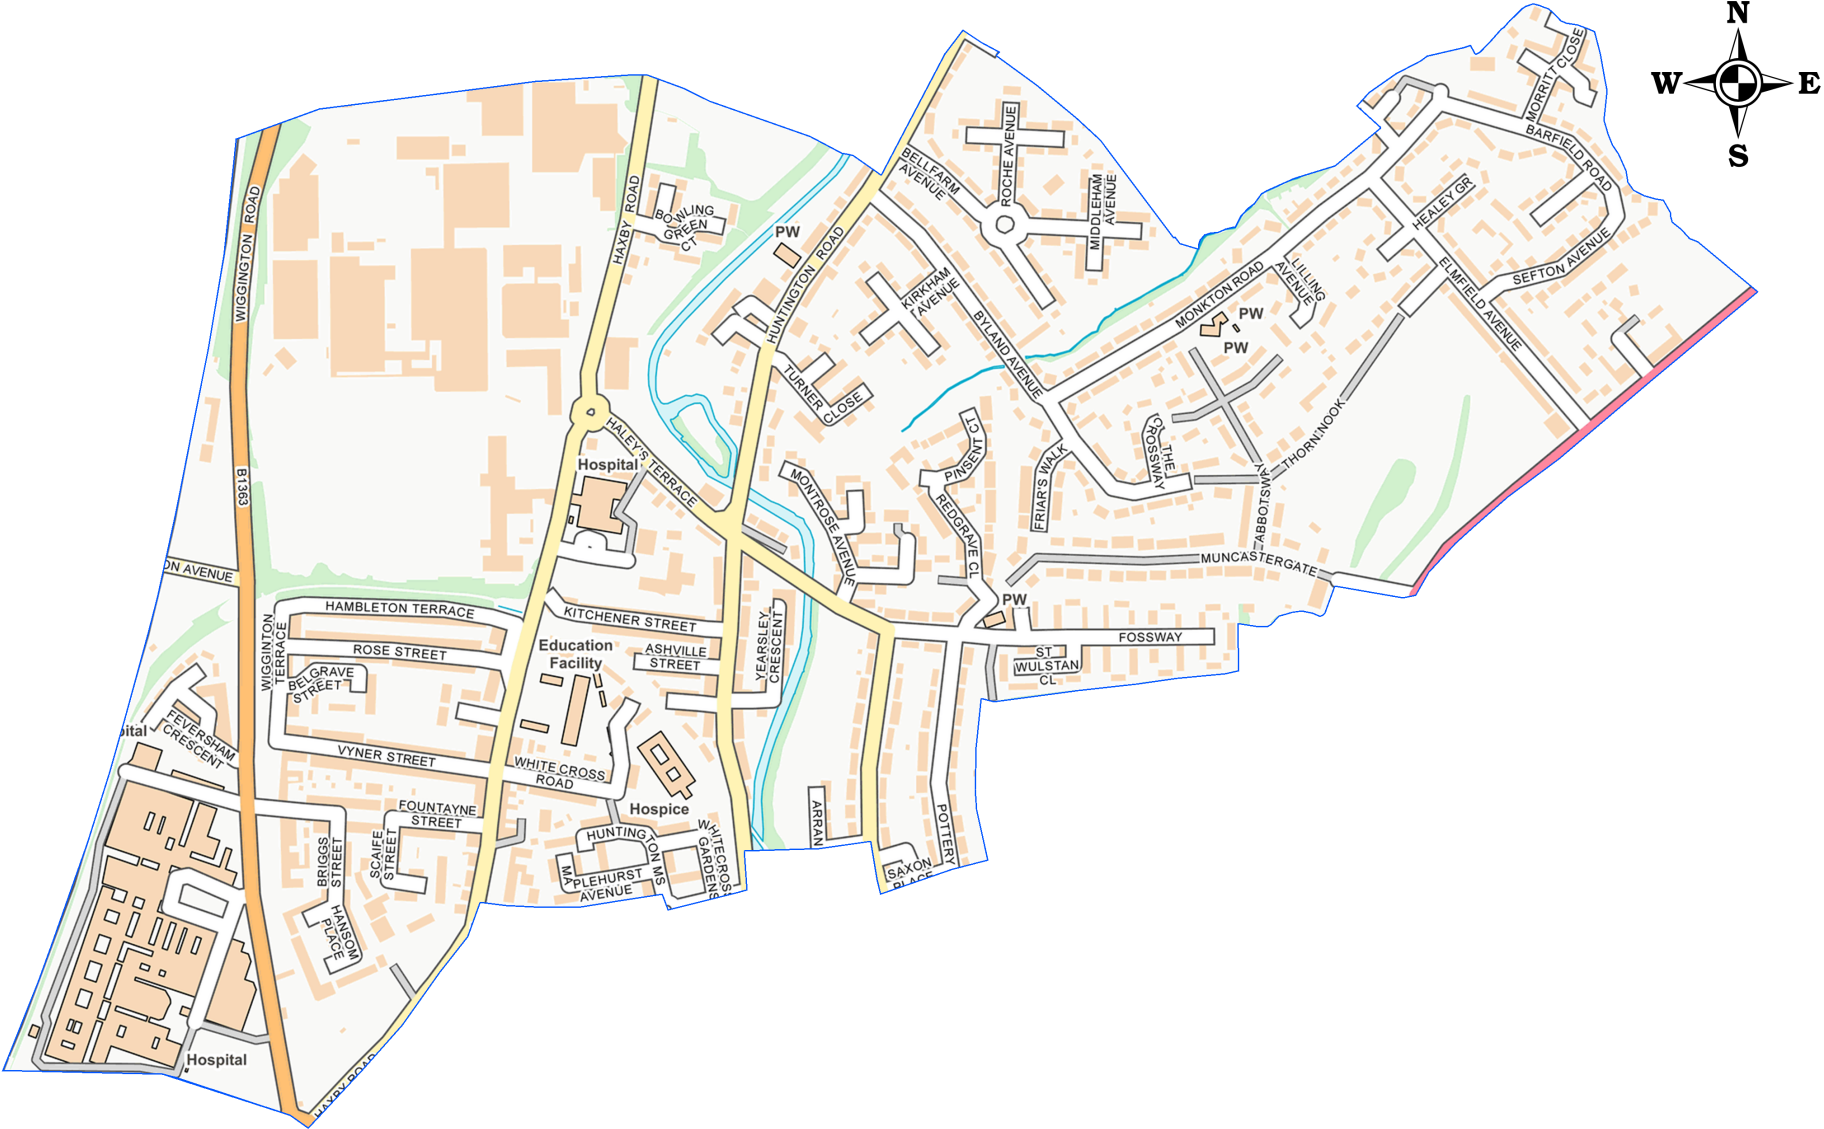 N
W
E
S
MORRITT CLOSE
BARFIELD ROAD
HEALEY GR
SEFTON AVENUE
ELMFIELD AVENUE
LILLING
AVENUE
MONKTON ROAD
PW
PW
BELLFARM
AVENUE
ROCHE AVENUE
MIDDLEHAM
AVENUE
KIRKHAM
AVENUE
BYLAND AVENUE
HUNTINGTON ROAD
PW
BOWLING
GREEN
CT
HAXBY ROAD
WIGGINGTON ROAD
B1363
TURNER CLOSE
HALEY'S TERRACE
Hospital
MONTROSE AVENUE
PINSENT CT
REDGRAVE CL
FRIAR'S WALK
THE
CROSSWAY
THORN NOOK
ABBOTSWAY
MUNCASTERGATE
PW
FOSSWAY
ST
WULSTAN
CL
ON AVENUE
HAMBLETON TERRACE
KITCHENER STREET
WIGGINTON
TERRACE
ROSE STREET
BELGRAVE
STREET
Education
Facility
ASHVILLE
STREET
YEARSLEY
CRESCENT
FEVERSHAM
CRESCENT
pital
VYNER STREET
WHITE CROSS
ROAD
Hospice
FOUNTAYNE
STREET
SCAIFE
STREET
BRIGGS
STREET
HANSOM
PLACE
HUNTINGTON MS
MAPLEHURST
AVENUE
WHITECROSS
GARDENS
ARRAN
SAXON
PLACE
POTTERY
Hospital
HAXBY ROAD